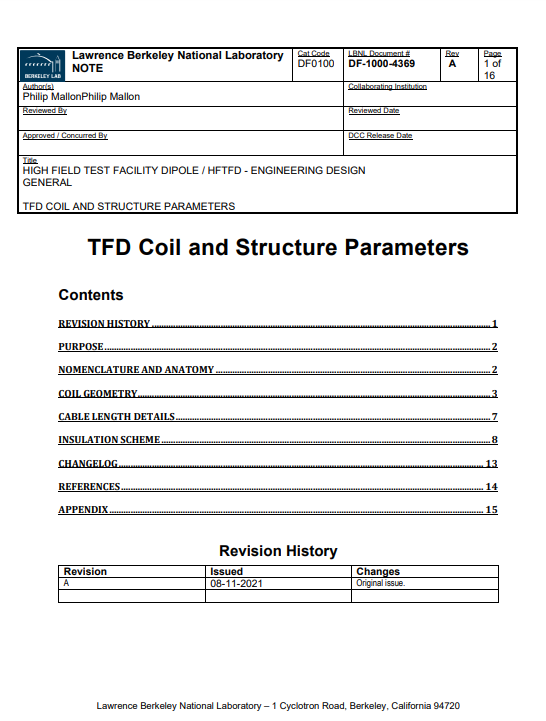 BERKELEY LAB
Lawrence Berkeley National Laboratory
NOTE
Cat Code
DF0100
LBNL Document #
DF-1000-4369
Rev
A
Page
1 of
16
Author(s)
Philip MallonPhilip Mallon
Collaborating Institution
Reviewed By
Reviewed Date
Approved / Concurred By
DCC Release Date
Title
HIGH FIELD TEST FACILITY DIPOLE / HFTFD - ENGINEERING DESIGN
GENERAL
TFD COIL AND STRUCTURE PARAMETERS
TFD Coil and Structure Parameters
Contents
REVISION HISTORY 1
PURPOSE 2
NOMENCLATURE AND ANATOMY 2
COIL GEOMETRY 3
CABLE LENGTH DETAILS 7
INSULATION SCHEME 8
CHANGELOG 13
REFERENCES 14
APPENDIX 15
Revision History
Revision Issued Changes
A 08-11-2021 Original issue.
Lawrence Berkeley National Laboratory – 1 Cyclotron Road, Berkeley, California 94720